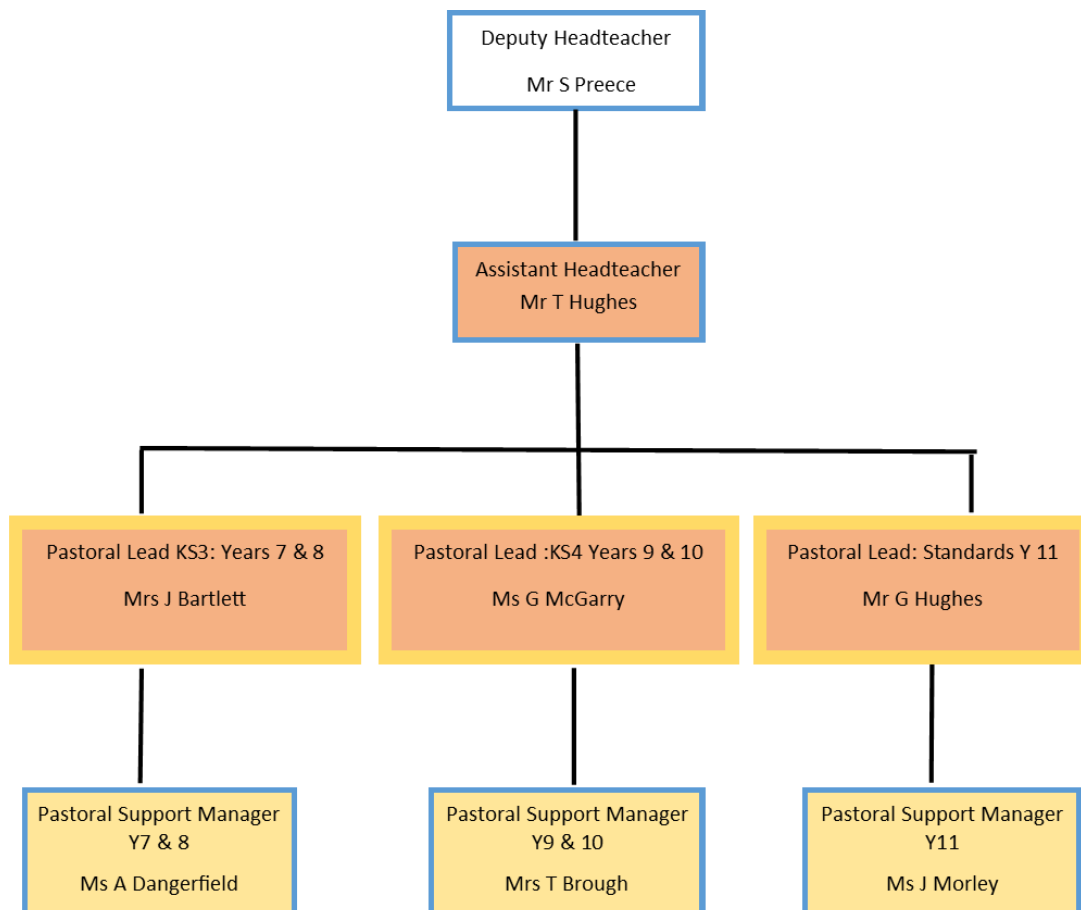 Deputy Headteacher
Mr S Preece
Assistant Headteacher
Mr T Hughes
Pastoral Lead KS3: Years 7 & 8
Mrs J Bartlett
Pastoral Lead :KS4 Years 9 & 10
Ms G McGarry
Pastoral Lead: Standards Y 11
Mr G Hughes
Pastoral Support Manager
Y7 & 8
Ms A Dangerfield
Pastoral Support Manager
Y9 & 10
Mrs T Brough
Pastoral Support Manager
Y11
Ms J Morley